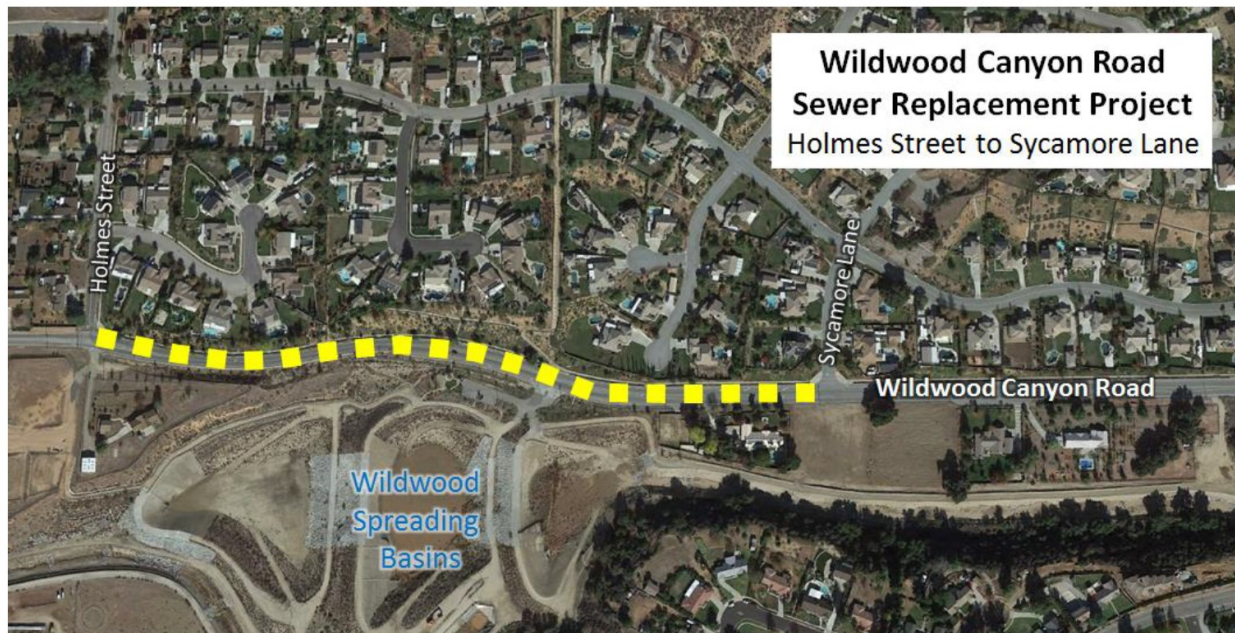 Wildwood Canyon Road
Sewer Replacement Project
Holmes Street to Sycamore Lane
Holmes Street
Sycamore Lane
Wildwood Canyon Road
Wildwood
Spreading
Basins